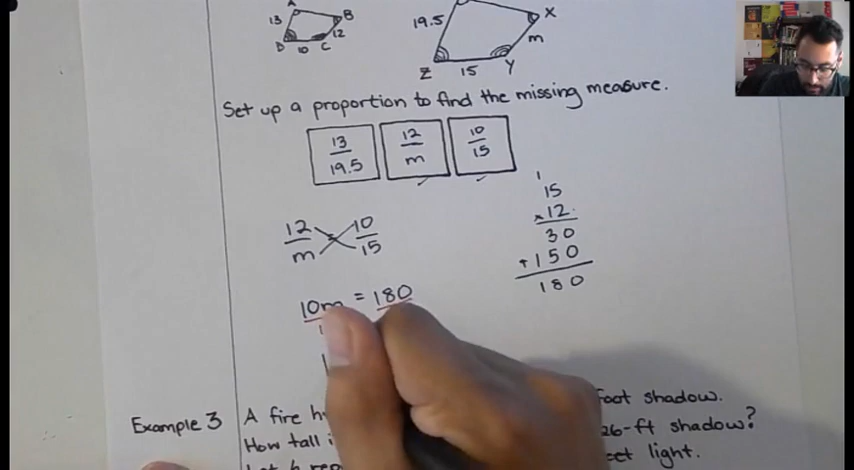 A
13
B
D 10 C 12
19.5
X
m
Z 15 Y
Set up a proportion to find the missing measure.
13/19.5 12/m 10/15
1
15
×12
30
+150
180
12/m = 10/15
10m = 180
Example 3 A fire foot shadow.
How tall 26-ft shadow?
light.